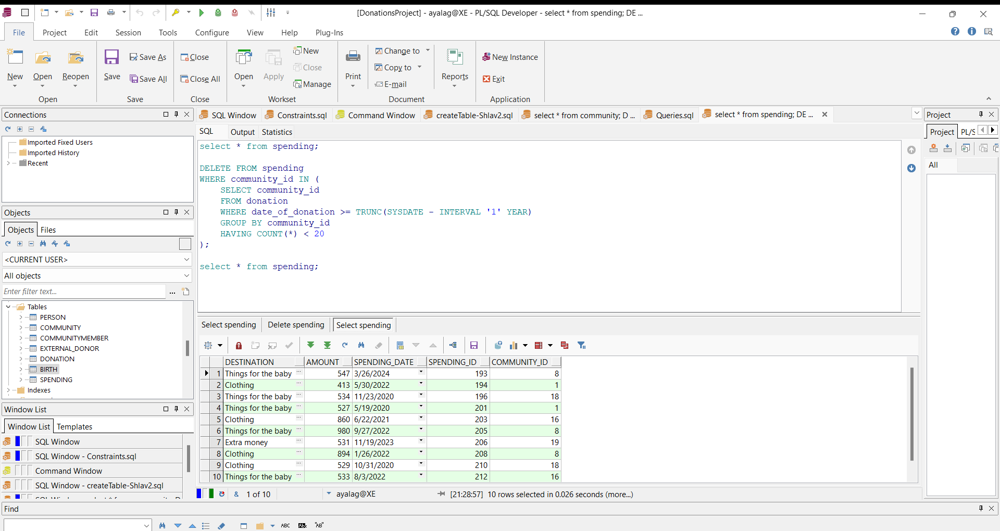 [DonationsProject] - ayalag@XE - PL/SQL Developer - select * from spending; DE ...
File Project Edit Session Tools Configure View Help Plug-Ins
New Open Reopen
Open
Save Save As Save All
Save
Close Close All
Close
Open Apply New Close Manage
Workset
Print Change to Copy to E-mail Reports
Document
New Instance Exit
Application
Connections
Imported Fixed Users
Imported History
Recent
Objects
Objects Files
<CURRENT USER>
All objects
Enter filter text... ...
Tables
PERSON
COMMUNITY
COMMUNITYMEMBER
EXTERNAL_DONOR
DONATION
BIRTH
SPENDING
Indexes
Window List
Window List Templates
SQL Window
SQL Window - Constraints.sql
Command Window
SQL Window - createTable-Shlav2.sql
SQL Window Constraints.sql Command Window createTable-Shlav2.sql select * from community; D ... Queries.sql select * from spending; DE ...
SQL Output Statistics
select * from spending;
DELETE FROM spending
WHERE community_id IN (
SELECT community_id
FROM donation
WHERE date_of_donation >= TRUNC(SYSDATE - INTERVAL '1' YEAR)
GROUP BY community_id
HAVING COUNT(*) < 20
);
select * from spending;
Select spending Delete spending Select spending
DESTINATION AMOUNT SPENDING_DATE SPENDING_ID COMMUNITY_ID
1 Things for the baby ... 547 3/26/2024 193 8
2 Clothing ... 413 5/30/2022 194 1
3 Things for the baby ... 534 11/23/2020 196 18
4 Things for the baby ... 527 5/19/2020 201 1
5 Clothing ... 860 6/22/2021 203 16
6 Things for the baby ... 980 9/27/2022 205 8
7 Extra money ... 531 11/19/2023 206 19
8 Clothing ... 894 1/26/2022 208 8
9 Clothing ... 529 10/31/2020 210 18
10 Things for the baby ... 533 8/3/2022 212 16
& 1 of 10 ayalag@XE [21:28:57] 10 rows selected in 0.026 seconds (more...)
Project
Project PL/S
All
Find
ABC AB "AB"